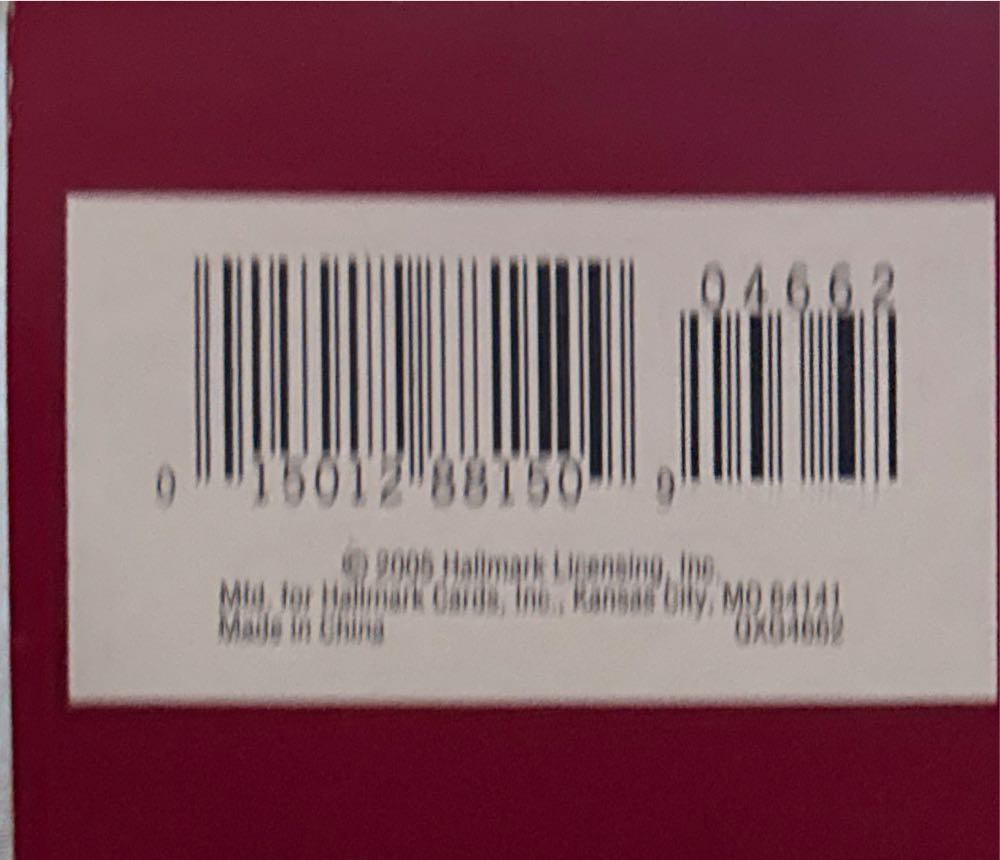 04662
0 15012 88150 9
© 2005 Hallmark Licensing, Inc.
Mfd. for Hallmark Cards, Inc., Kansas City, MO 64141
Made in China QXG4662